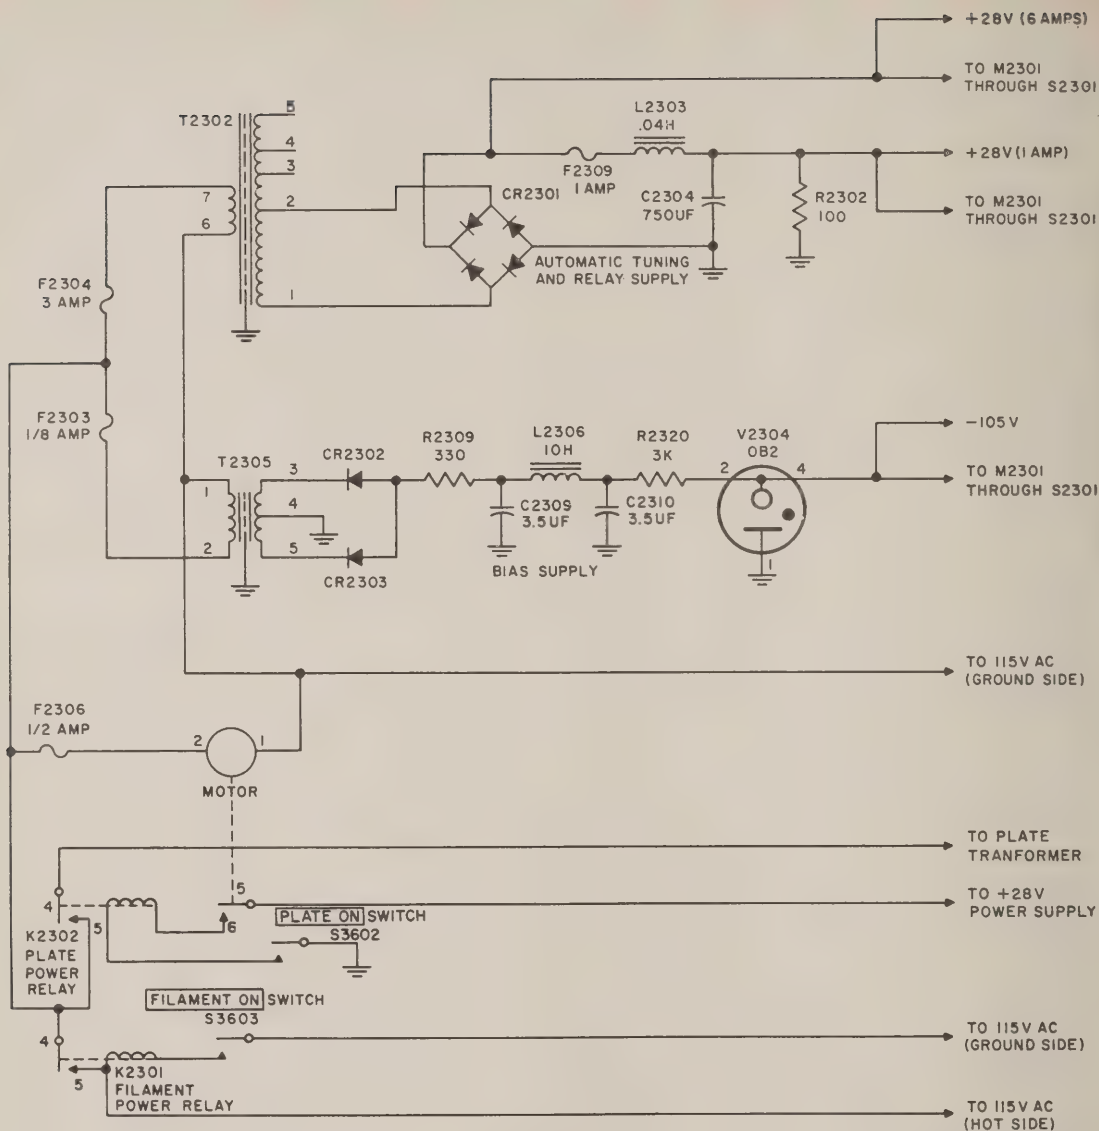 +28V (6 AMPS)
TO M2301
THROUGH S2301
T2302
5
4
3
2
1
7
6
L2303
.04H
F2309
1 AMP
CR2301
C2304
750UF
R2302
100
+28V (1 AMP)
TO M2301
THROUGH S2301
AUTOMATIC TUNING
AND RELAY SUPPLY
F2304
3 AMP
F2303
1/8 AMP
T2305
1
2
3
4
5
CR2302
CR2303
R2309
330
L2306
10H
R2320
3K
V2304
OB2
2
4
1
C2309
3.5UF
C2310
3.5UF
BIAS SUPPLY
-105V
TO M2301
THROUGH S2301
TO 115V AC
(GROUND SIDE)
F2306
1/2 AMP
2
1
MOTOR
TO PLATE
TRANFORMER
4
5
K2302
PLATE
POWER
RELAY
5
6
PLATE ON SWITCH
S3602
TO +28V
POWER SUPPLY
FILAMENT ON SWITCH
S3603
4
5
K2301
FILAMENT
POWER RELAY
TO 115V AC
(GROUND SIDE)
TO 115V AC
(HOT SIDE)